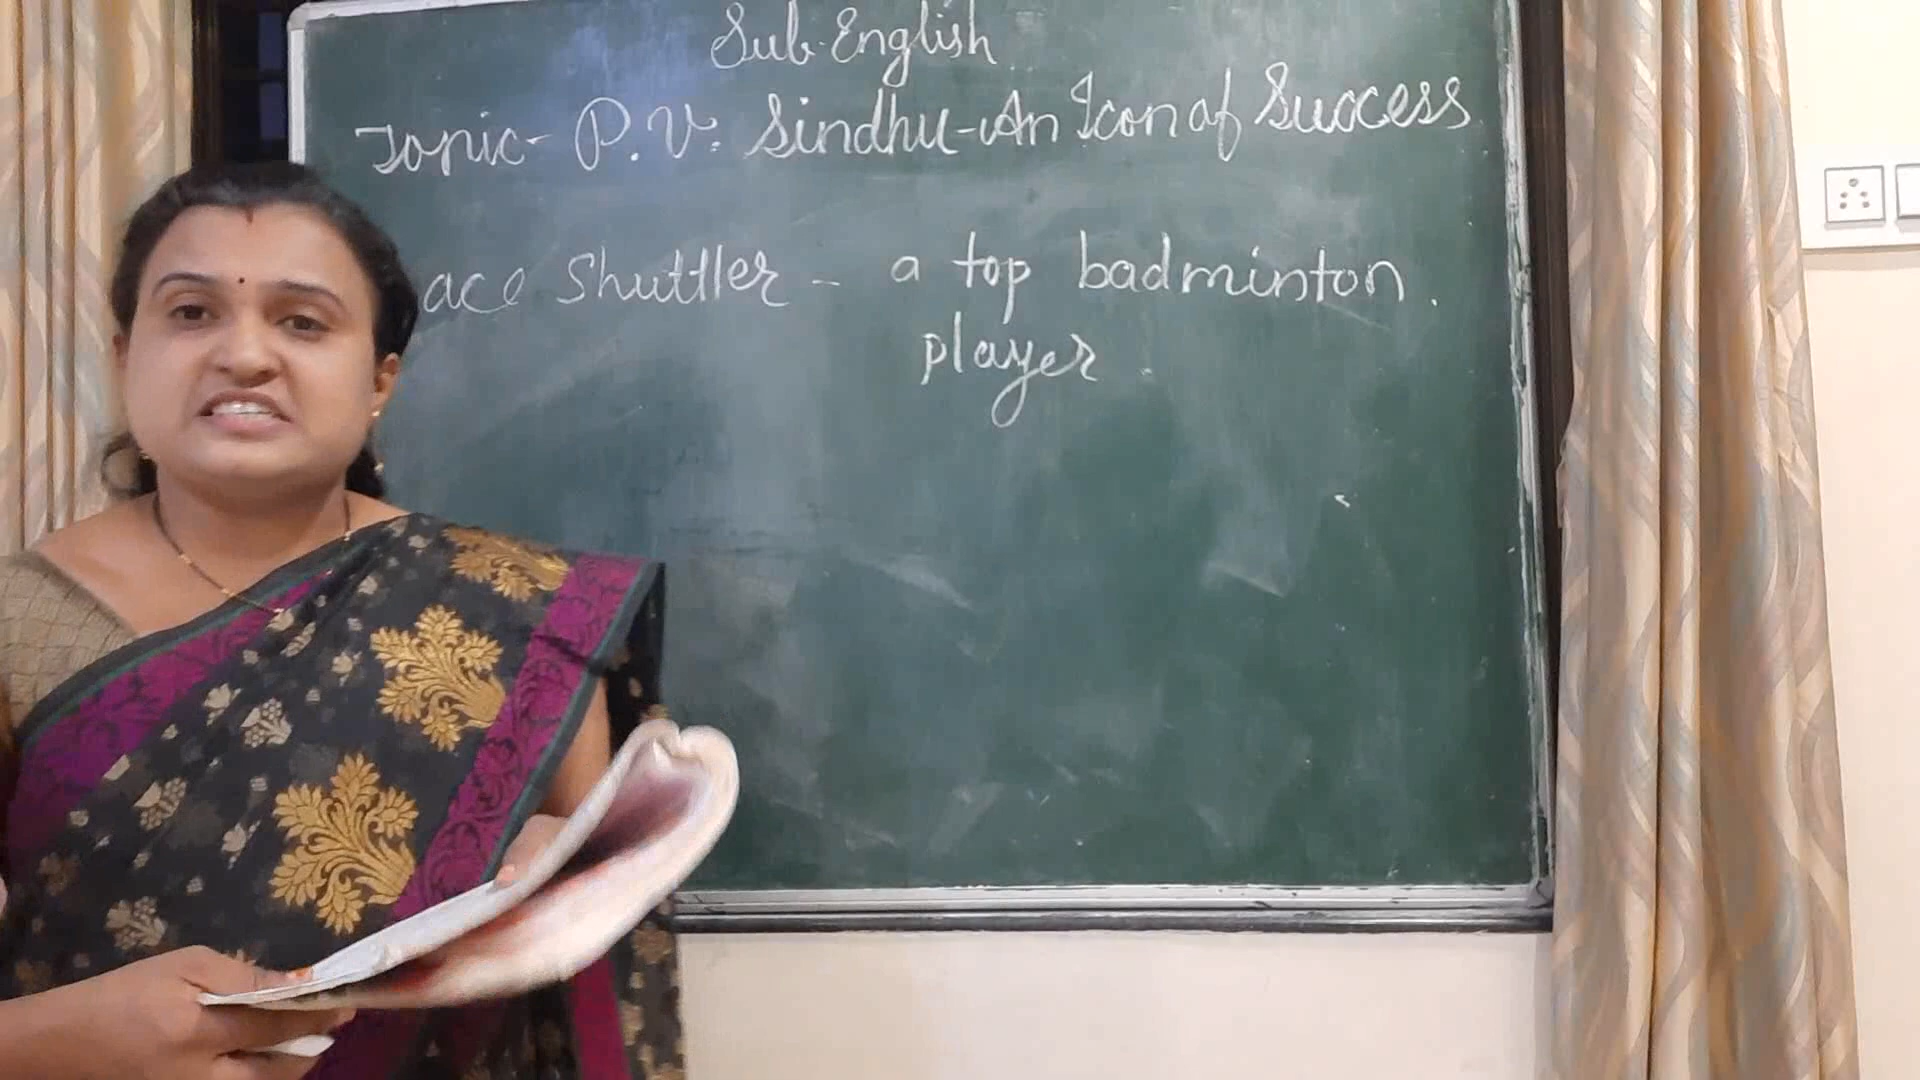 Sub. English
Topic - P. V. Sindhu - An Icon of Success
ace Shuttler - a top badminton
player